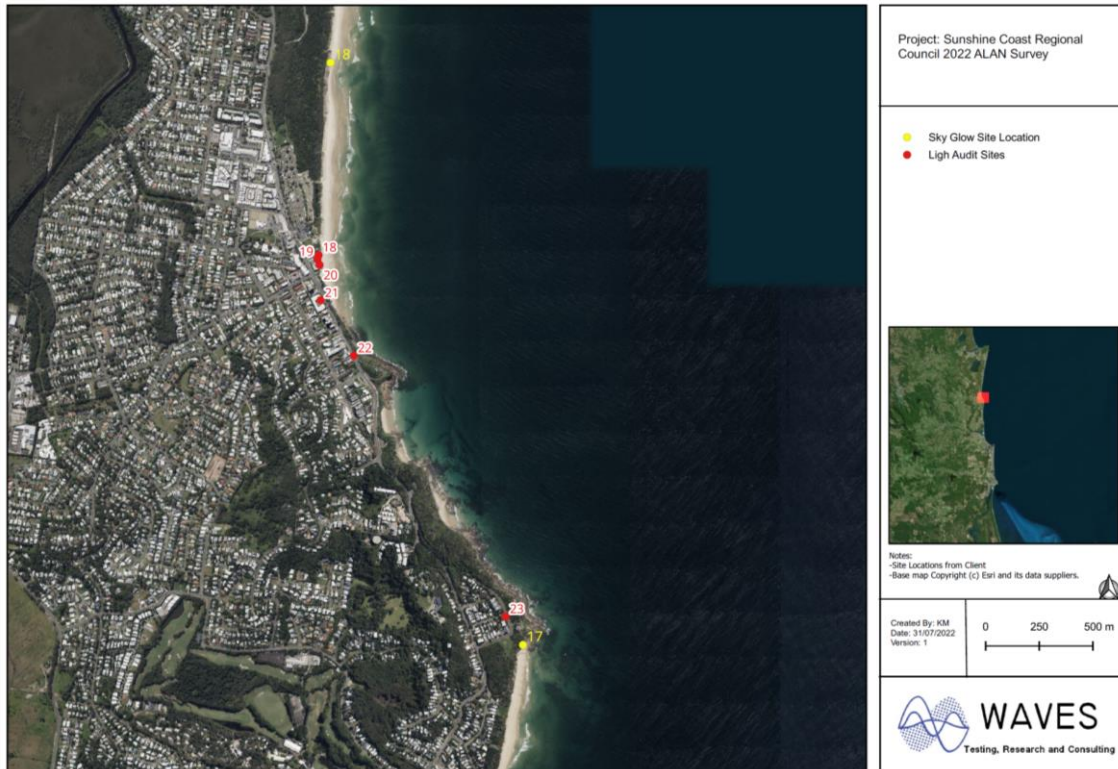 18
19
18
20
21
22
23
17
Project: Sunshine Coast Regional
Council 2022 ALAN Survey
Sky Glow Site Location
Ligh Audit Sites
Notes:
-Site Locations from Client
-Base map Copyright (c) Esri and its data suppliers.
Created By: KM
Date: 31/07/2022
Version: 1
0 250 500 m
WAVES
Testing, Research and Consulting